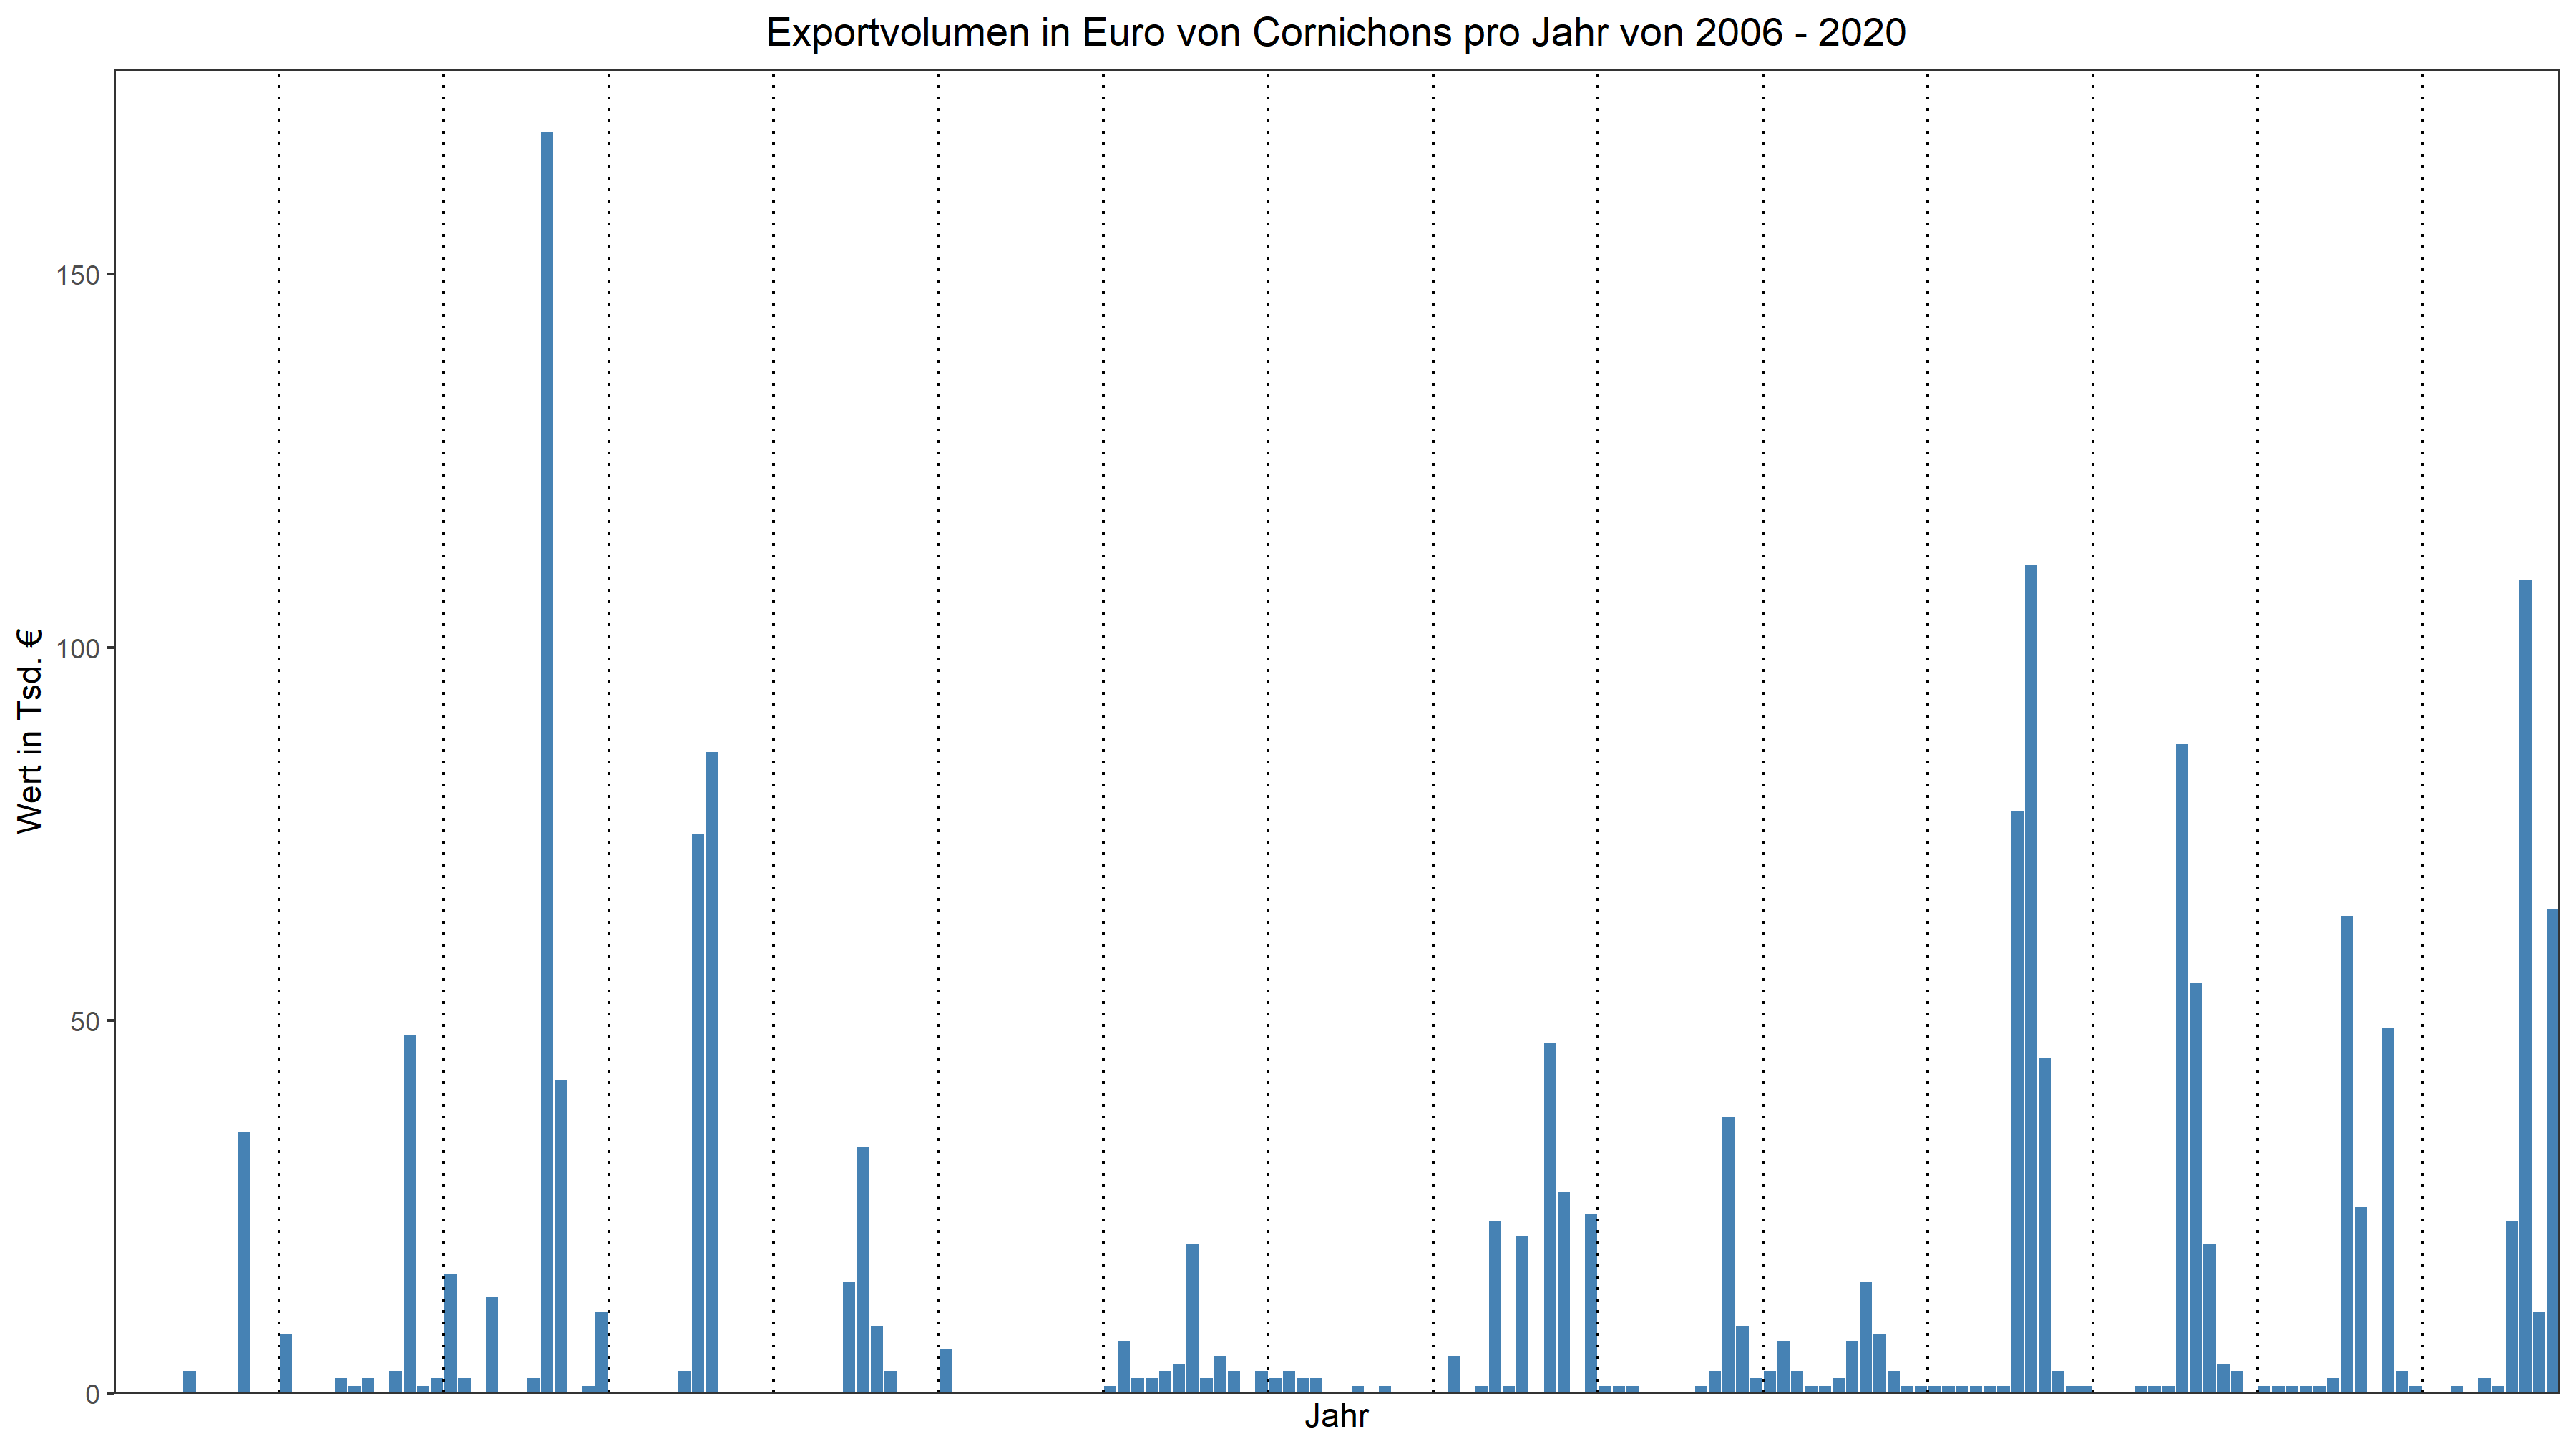 Exportvolumen in Euro von Cornichons pro Jahr von 2006 - 2020
Wert in Tsd. €
150
100
50
0
Jahr